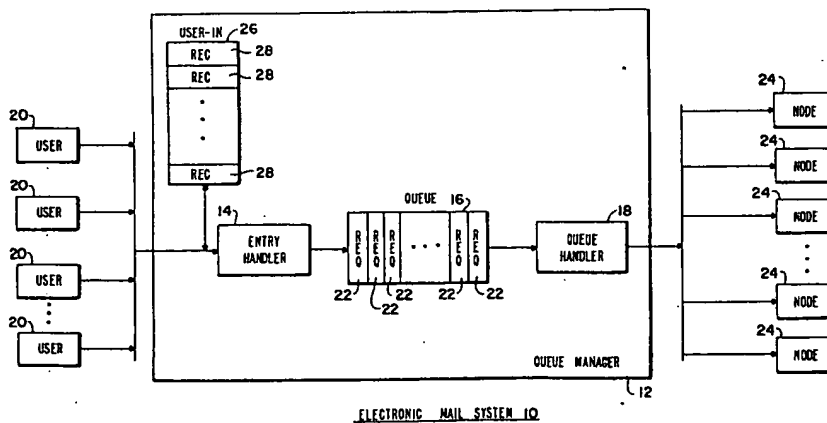 USER-IN 26
REC 28
REC 28
REC 28
20 USER
20 USER
20 USER
20 USER
14 ENTRY HANDLER
QUEUE 16
REQ REQ REQ ... REQ REQ
22 22 22 22 22
18 QUEUE HANDLER
24 NODE
24 NODE
24 NODE
24 NODE
24 NODE
QUEUE MANAGER
12
ELECTRONIC MAIL SYSTEM 10